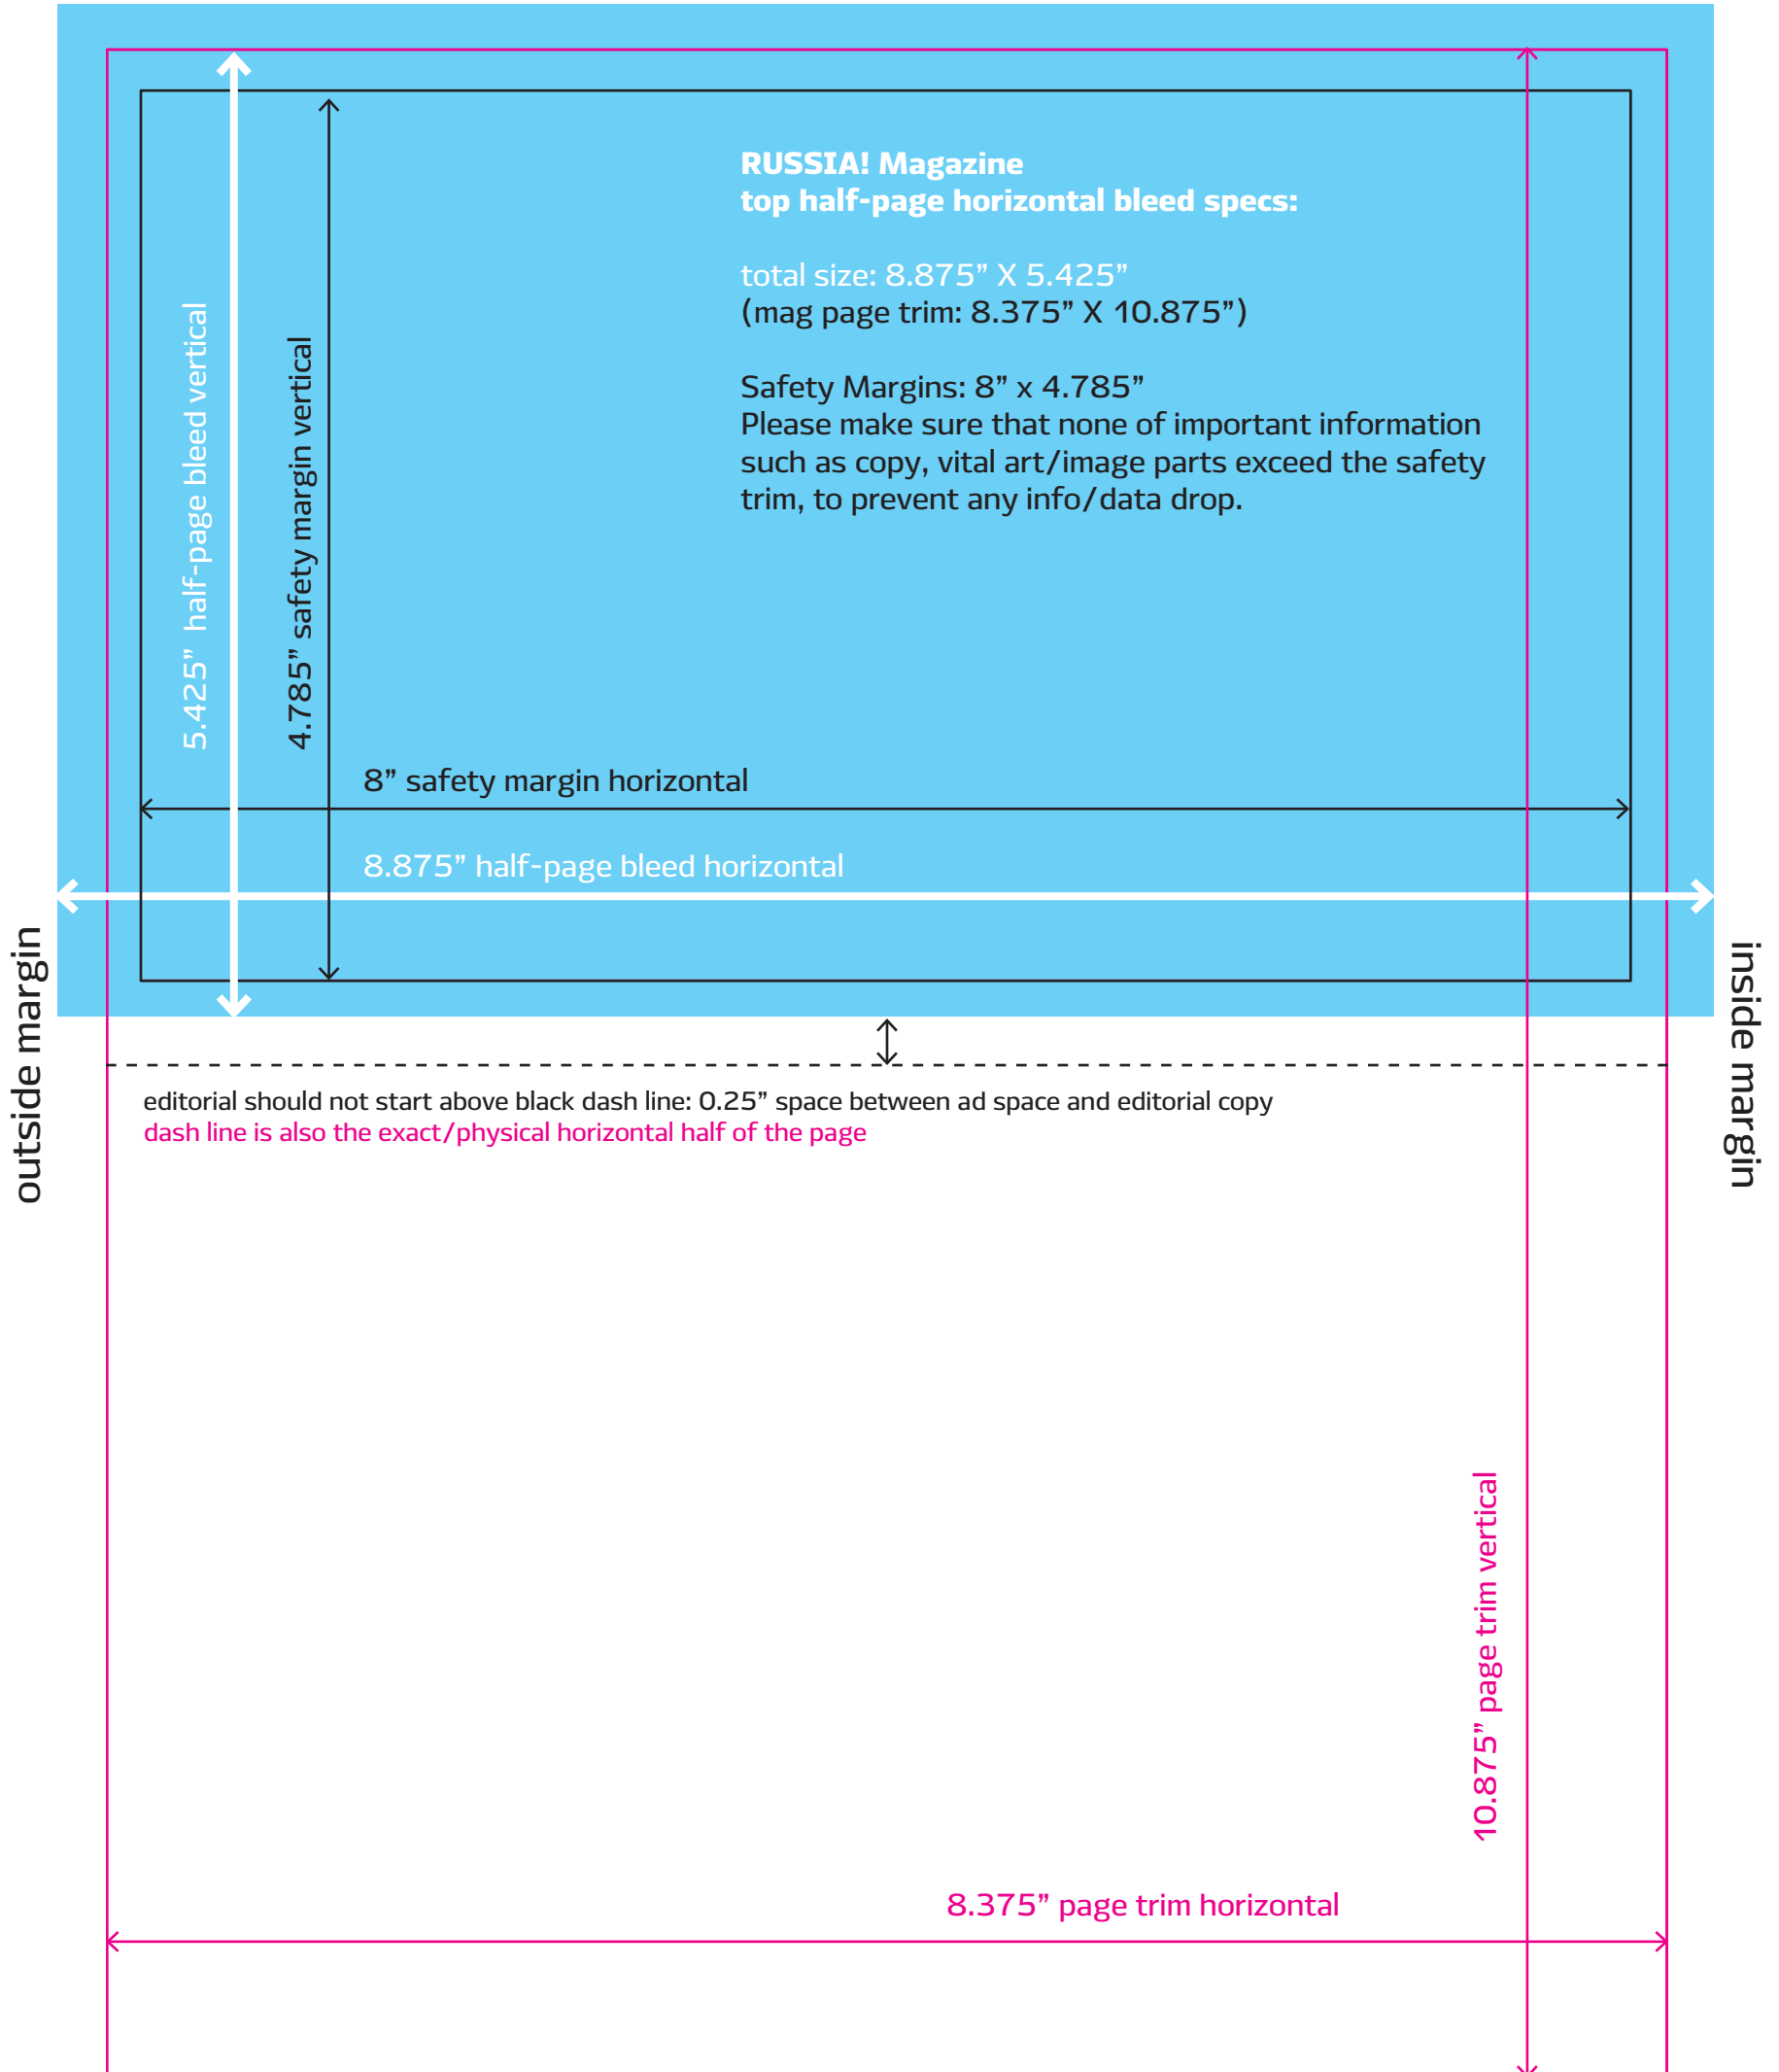 RUSSIA! Magazine
top half-page horizontal bleed specs:
total size: 8.875” X 5.425”
(mag page trim: 8.375” X 10.875”)
Safety Margins: 8” x 4.785”
Please make sure that none of important information
such as copy, vital art/image parts exceed the safety
trim, to prevent any info/data drop.
5.425” half-page bleed vertical
4.785” safety margin vertical
8” safety margin horizontal
8.875” half-page bleed horizontal
outside margin
inside margin
editorial should not start above black dash line: 0.25” space between ad space and editorial copy
dash line is also the exact/physical horizontal half of the page
10.875” page trim vertical
8.375” page trim horizontal